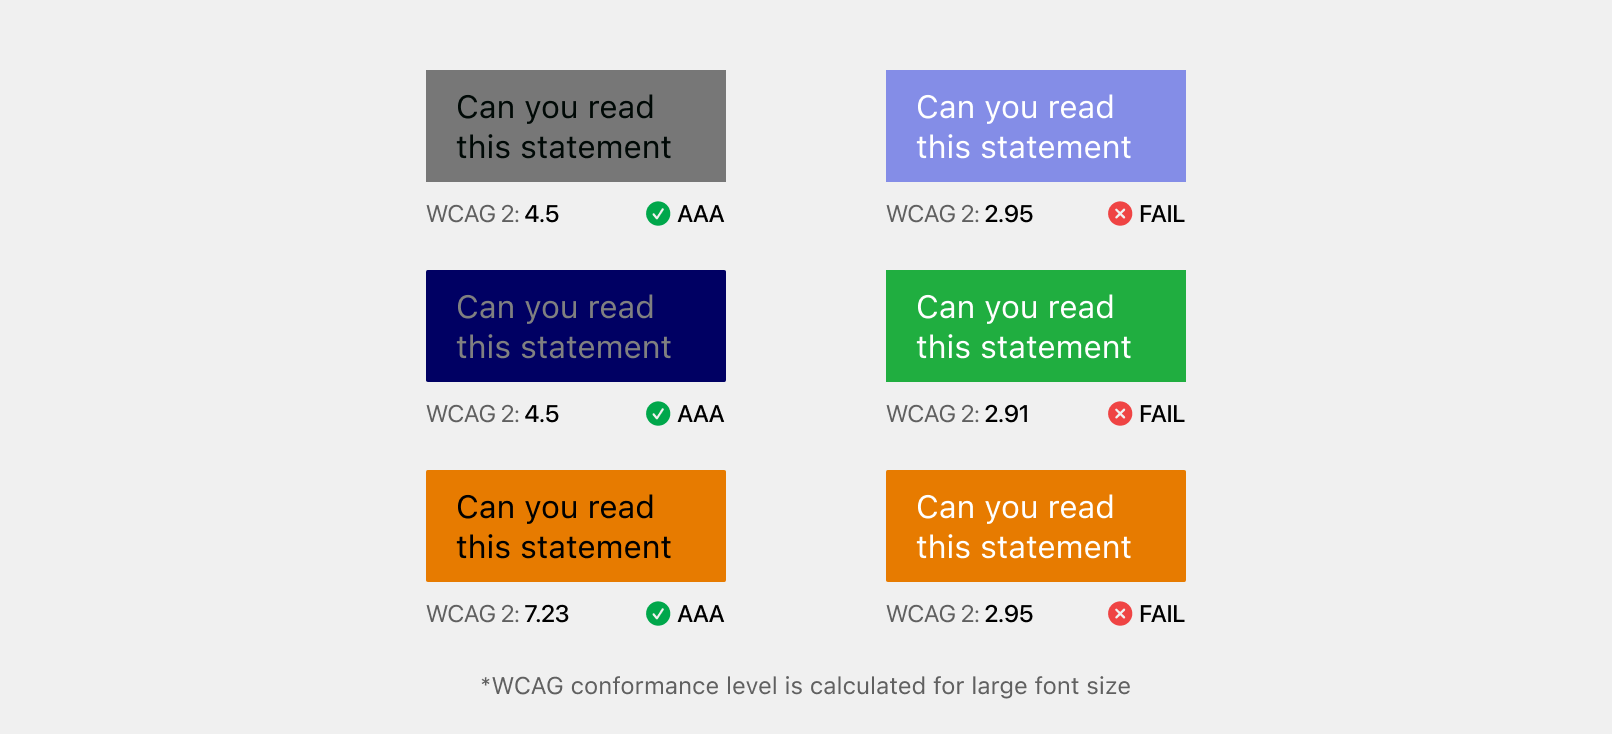 Can you read
this statement
WCAG 2: 4.5 AAA
Can you read
this statement
WCAG 2: 2.95 FAIL
Can you read
this statement
WCAG 2: 4.5 AAA
Can you read
this statement
WCAG 2: 2.91 FAIL
Can you read
this statement
WCAG 2: 7.23 AAA
Can you read
this statement
WCAG 2: 2.95 FAIL
*WCAG conformance level is calculated for large font size